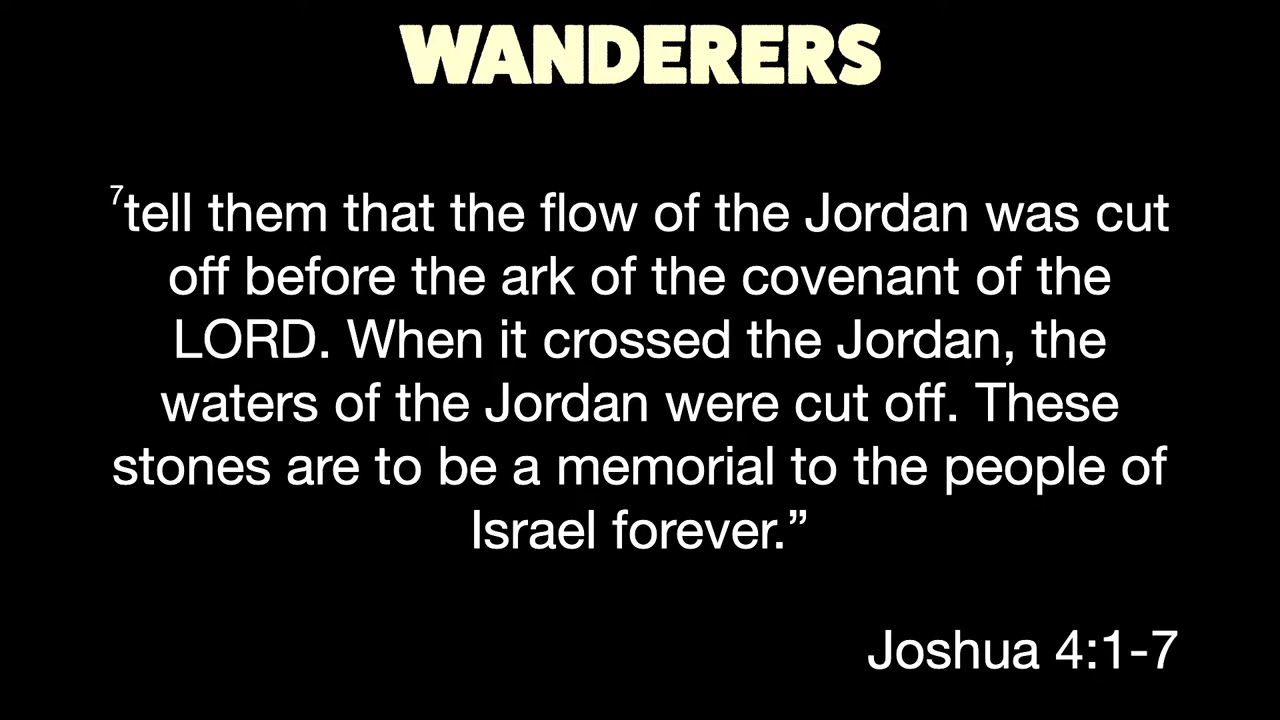 WANDERERS
⁷tell them that the flow of the Jordan was cut
off before the ark of the covenant of the
LORD. When it crossed the Jordan, the
waters of the Jordan were cut off. These
stones are to be a memorial to the people of
Israel forever.”
Joshua 4:1-7